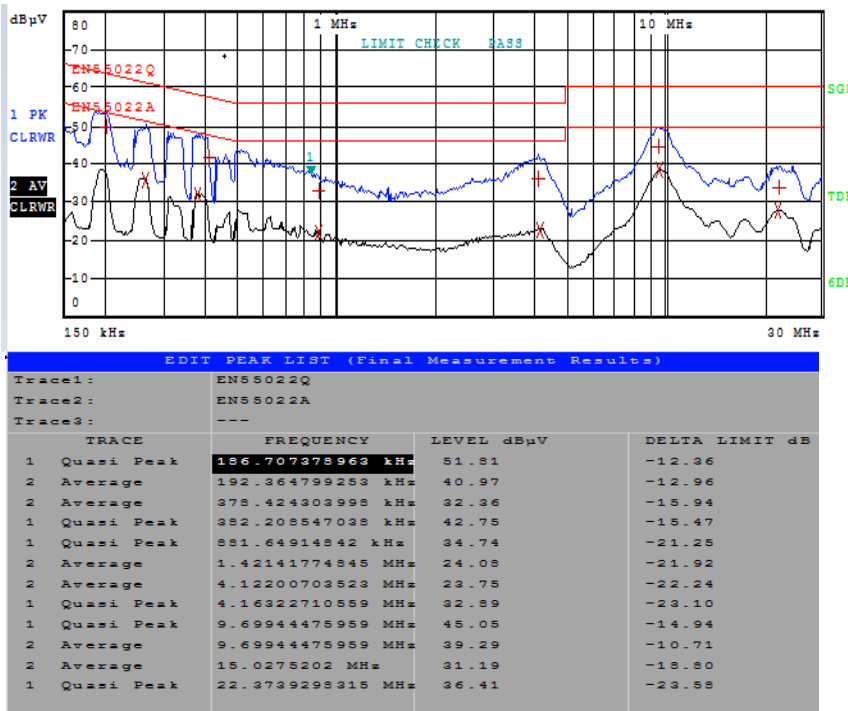 dBµV
80
1 MHz
10 MHz
LIMIT CHECK PASS
-70
EN55022Q
-60
SGL
EN55022A
1 PK
CLRWR
-50
-40
1
2 AV
CLRWR
-30
TDF
-20
-10
6DB
0
150 kHz
30 MHz
EDIT PEAK LIST (Final Measurement Results)
Trace1: EN55022Q
Trace2: EN55022A
Trace3: ---
TRACE FREQUENCY LEVEL dBµV DELTA LIMIT dB
1 Quasi Peak 186.707378963 kHz 51.81 -12.36
2 Average 192.364799253 kHz 40.97 -12.96
2 Average 378.424303998 kHz 32.36 -15.94
1 Quasi Peak 382.208547038 kHz 42.75 -15.47
1 Quasi Peak 881.64914842 kHz 34.74 -21.25
2 Average 1.42141774845 MHz 24.08 -21.92
2 Average 4.12200703523 MHz 23.75 -22.24
1 Quasi Peak 4.16322710559 MHz 32.89 -23.10
1 Quasi Peak 9.69944475959 MHz 45.05 -14.94
2 Average 9.69944475959 MHz 39.29 -10.71
2 Average 15.0275202 MHz 31.19 -18.80
1 Quasi Peak 22.3739298315 MHz 36.41 -23.58